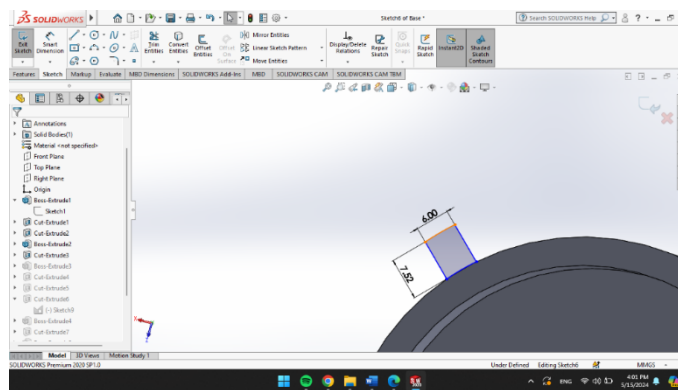 SOLIDWORKS
Sketch6 of Base *
Search SOLIDWORKS Help
Exit Sketch
Smart Dimension
Trim Entities
Convert Entities
Offset Entities
Offset On Surface
Mirror Entities
Linear Sketch Pattern
Move Entities
Display/Delete Relations
Repair Sketch
Quick Snaps
Rapid Sketch
Instant2D
Shaded Sketch Contours
Features Sketch Markup Evaluate MBD Dimensions SOLIDWORKS Add-Ins MBD SOLIDWORKS CAM SOLIDWORKS CAM TBM
Annotations
Solid Bodies(1)
Material <not specified>
Front Plane
Top Plane
Right Plane
Origin
Boss-Extrude1
Sketch1
Cut-Extrude1
Cut-Extrude2
Boss-Extrude2
Cut-Extrude3
Boss-Extrude3
Cut-Extrude4
Cut-Extrude5
Cut-Extrude6
(-) Sketch9
Boss-Extrude4
Cut-Extrude7
6.00
7.52
Model 3D Views Motion Study 1
SOLIDWORKS Premium 2020 SP1.0
Under Defined Editing Sketch6 MMGS
ENG
4:01 PM
5/15/2024